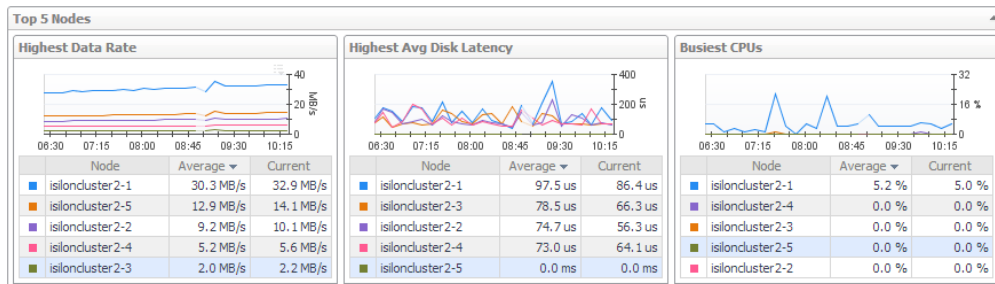 Top 5 Nodes
Highest Data Rate
40
20
0
MB/s
06:30 07:15 08:00 08:45 09:30 10:15
Node Average Current
isiloncluster2-1 30.3 MB/s 32.9 MB/s
isiloncluster2-5 12.9 MB/s 14.1 MB/s
isiloncluster2-2 9.2 MB/s 10.1 MB/s
isiloncluster2-4 5.2 MB/s 5.6 MB/s
isiloncluster2-3 2.0 MB/s 2.2 MB/s
Highest Avg Disk Latency
400
200
0
us
06:30 07:15 08:00 08:45 09:30 10:15
Node Average Current
isiloncluster2-1 97.5 us 86.4 us
isiloncluster2-3 78.5 us 66.3 us
isiloncluster2-2 74.7 us 56.3 us
isiloncluster2-4 73.0 us 64.1 us
isiloncluster2-5 0.0 ms 0.0 ms
Busiest CPUs
32
16
0
%
06:30 07:15 08:00 08:45 09:30 10:15
Node Average Current
isiloncluster2-1 5.2 % 5.0 %
isiloncluster2-4 0.0 % 0.0 %
isiloncluster2-3 0.0 % 0.0 %
isiloncluster2-5 0.0 % 0.0 %
isiloncluster2-2 0.0 % 0.0 %